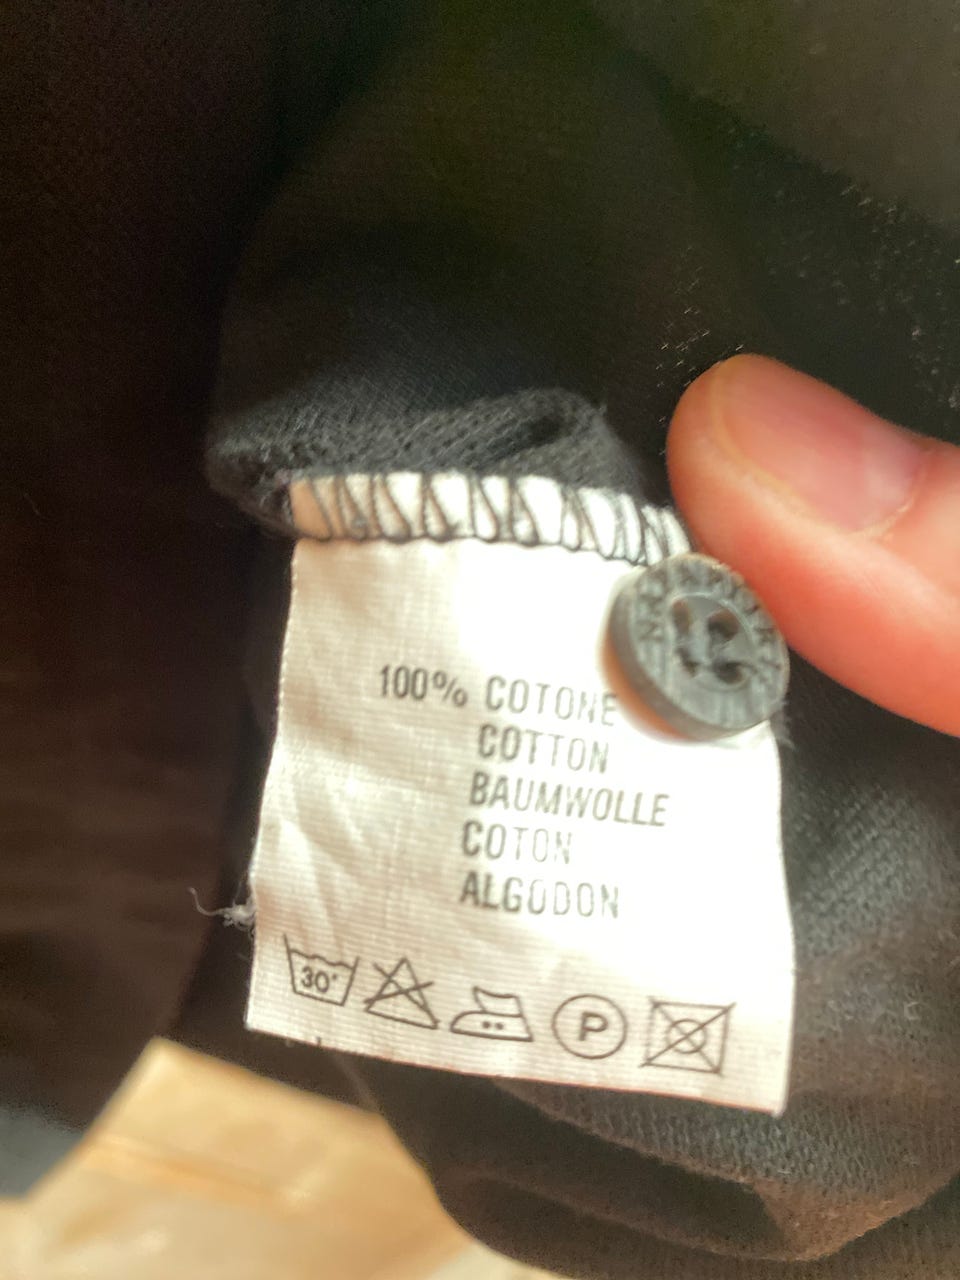 100% COTONE
COTTON
BAUMWOLLE
COTON
ALGODON
30°
P